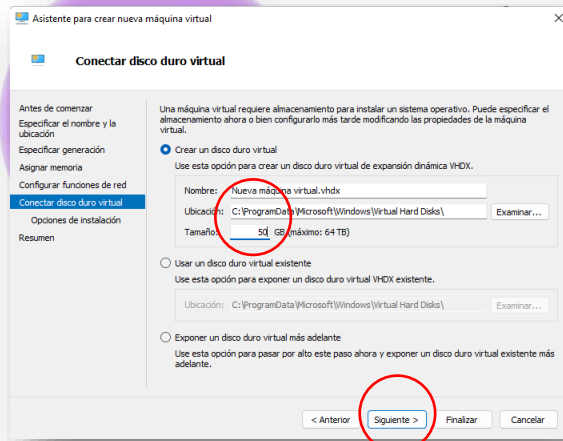 Asistente para crear nueva máquina virtual
Conectar disco duro virtual
Antes de comenzar
Especificar el nombre y la
ubicación
Especificar generación
Asignar memoria
Configurar funciones de red
Conectar disco duro virtual
Opciones de instalación
Resumen
Una máquina virtual requiere almacenamiento para instalar un sistema operativo. Puede especificar el
almacenamiento ahora o bien configurarlo más tarde modificando las propiedades de la máquina
virtual.
Crear un disco duro virtual
Use esta opción para crear un disco duro virtual de expansión dinámica VHDX.
Nombre: Nueva máquina virtual.vhdx
Ubicación: C:\ProgramData\Microsoft\Windows\Virtual Hard Disks\ Examinar...
Tamaño: 50 GB (máximo: 64 TB)
Usar un disco duro virtual existente
Use esta opción para exponer un disco duro virtual VHDX existente.
Ubicación: C:\ProgramData\Microsoft\Windows\Virtual Hard Disks\ Examinar...
Exponer un disco duro virtual más adelante
Use esta opción para pasar por alto este paso ahora y exponer un disco duro virtual existente más
adelante.
< Anterior Siguiente > Finalizar Cancelar